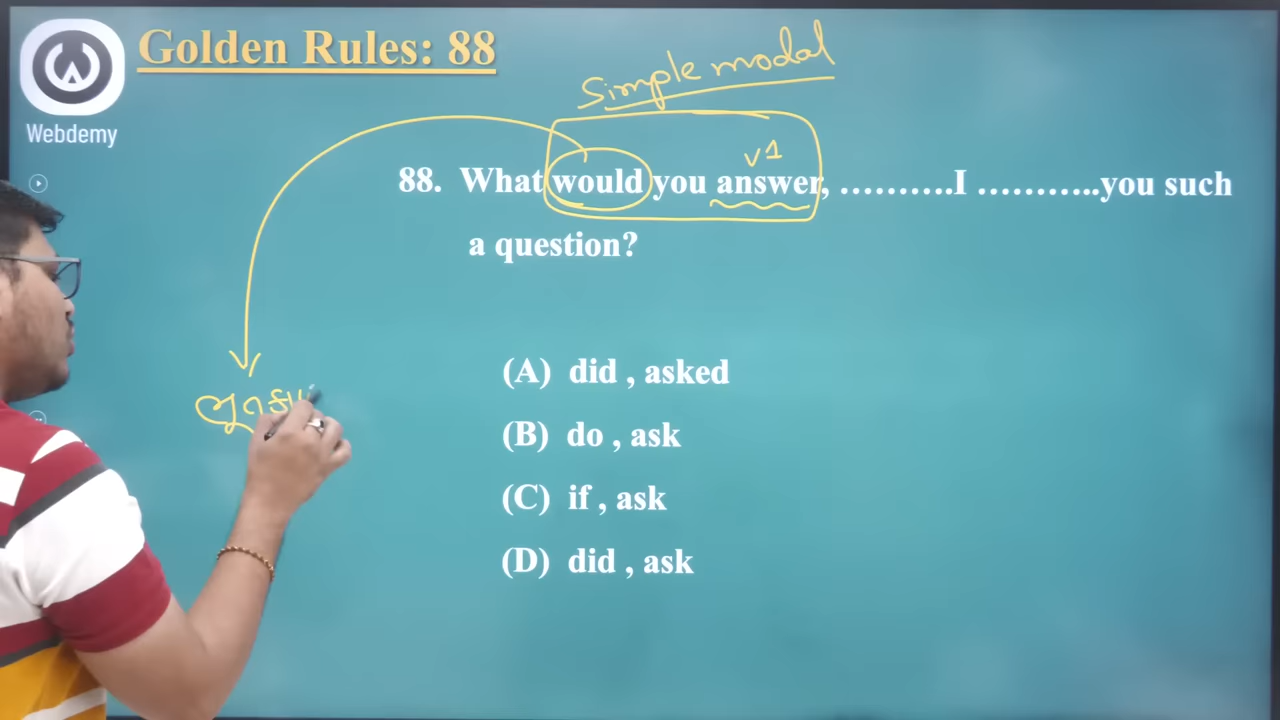 Golden Rules: 88
Webdemy
Simple modal
v1
88. What would you answer, ……….I ………..you such
a question?
(A) did , asked
(B) do , ask
(C) if , ask
(D) did , ask